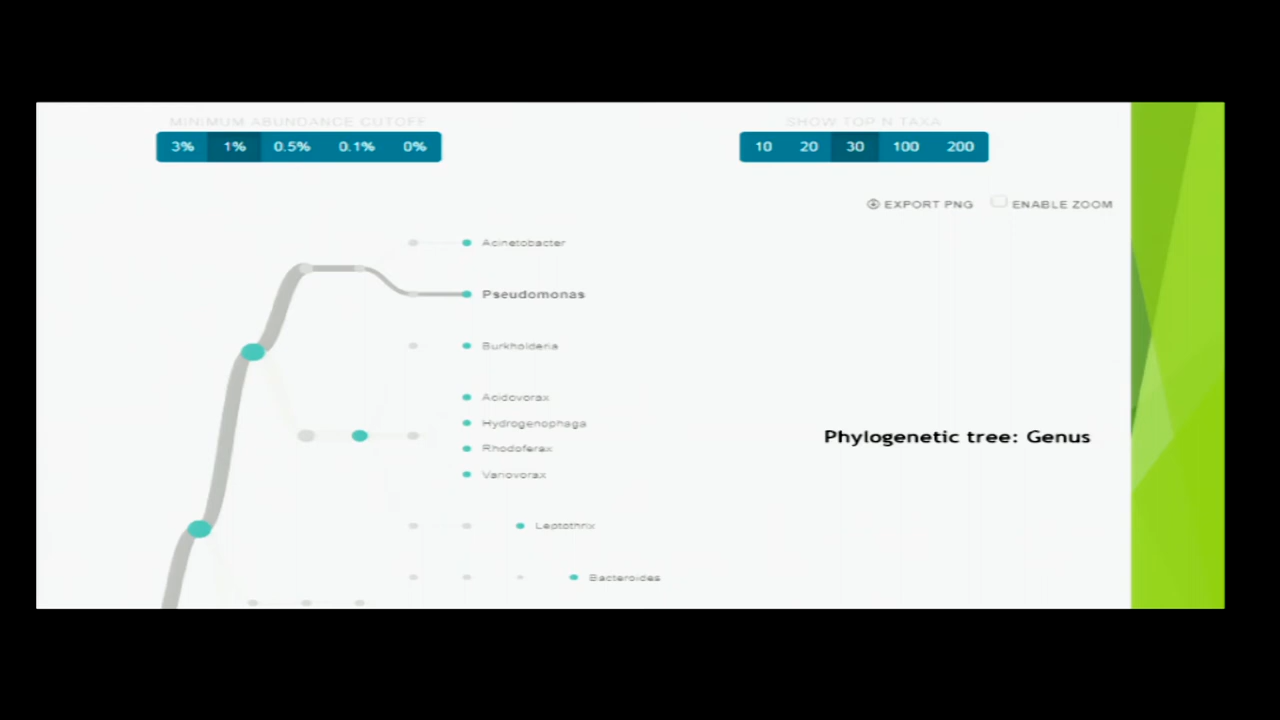 MINIMUM ABUNDANCE CUTOFF
3% 1% 0.5% 0.1% 0%
SHOW TOP N TAXA
10 20 30 100 200
EXPORT PNG ENABLE ZOOM
Acinetobacter
Pseudomonas
Burkholderia
Acidovorax
Hydrogenophaga
Rhodoferax
Variovorax
Leptothrix
Bacteroides
Phylogenetic tree: Genus